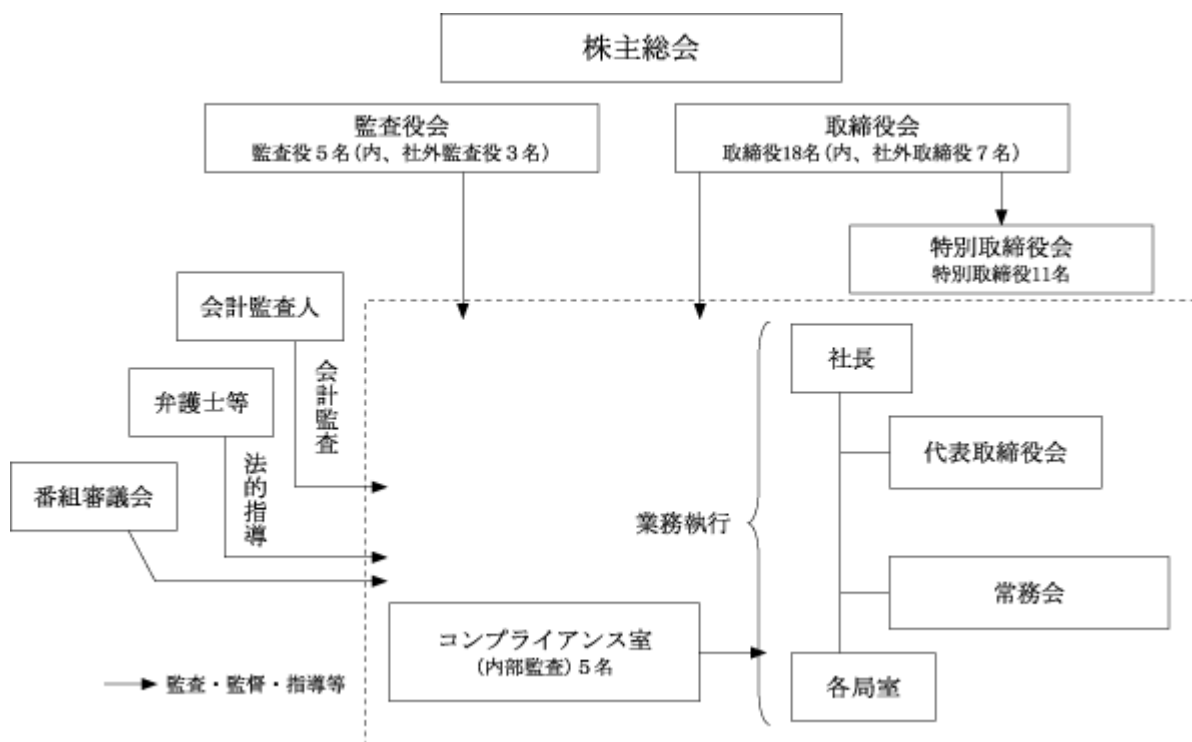 株主総会
監査役会
監査役５名(内、社外監査役３名)
取締役会
取締役18名(内、社外取締役７名)
特別取締役会
特別取締役11名
会計監査人
会計監査
弁護士等
法的指導
番組審議会
社長
代表取締役会
業務執行
常務会
コンプライアンス室
(内部監査)５名
各局室
監査・監督・指導等